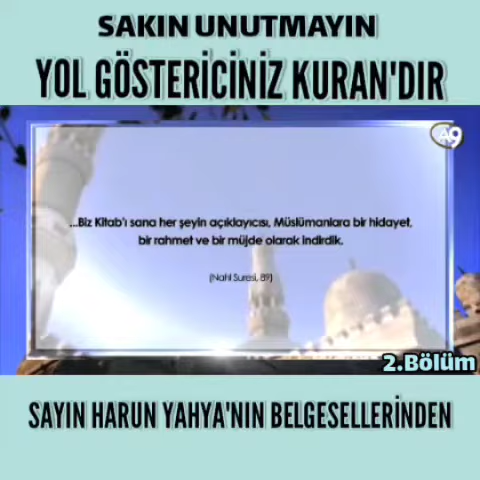 SAKIN UNUTMAYIN
YOL GÖSTERİCİNİZ KURAN'DIR
A9
...Biz Kitab'ı sana her şeyin açıklayıcısı, Müslümanlara bir hidayet,
bir rahmet ve bir müjde olarak indirdik.
(Nahl Suresi, 89)
2.Bölüm
SAYIN HARUN YAHYA'NIN BELGESELLERİNDEN